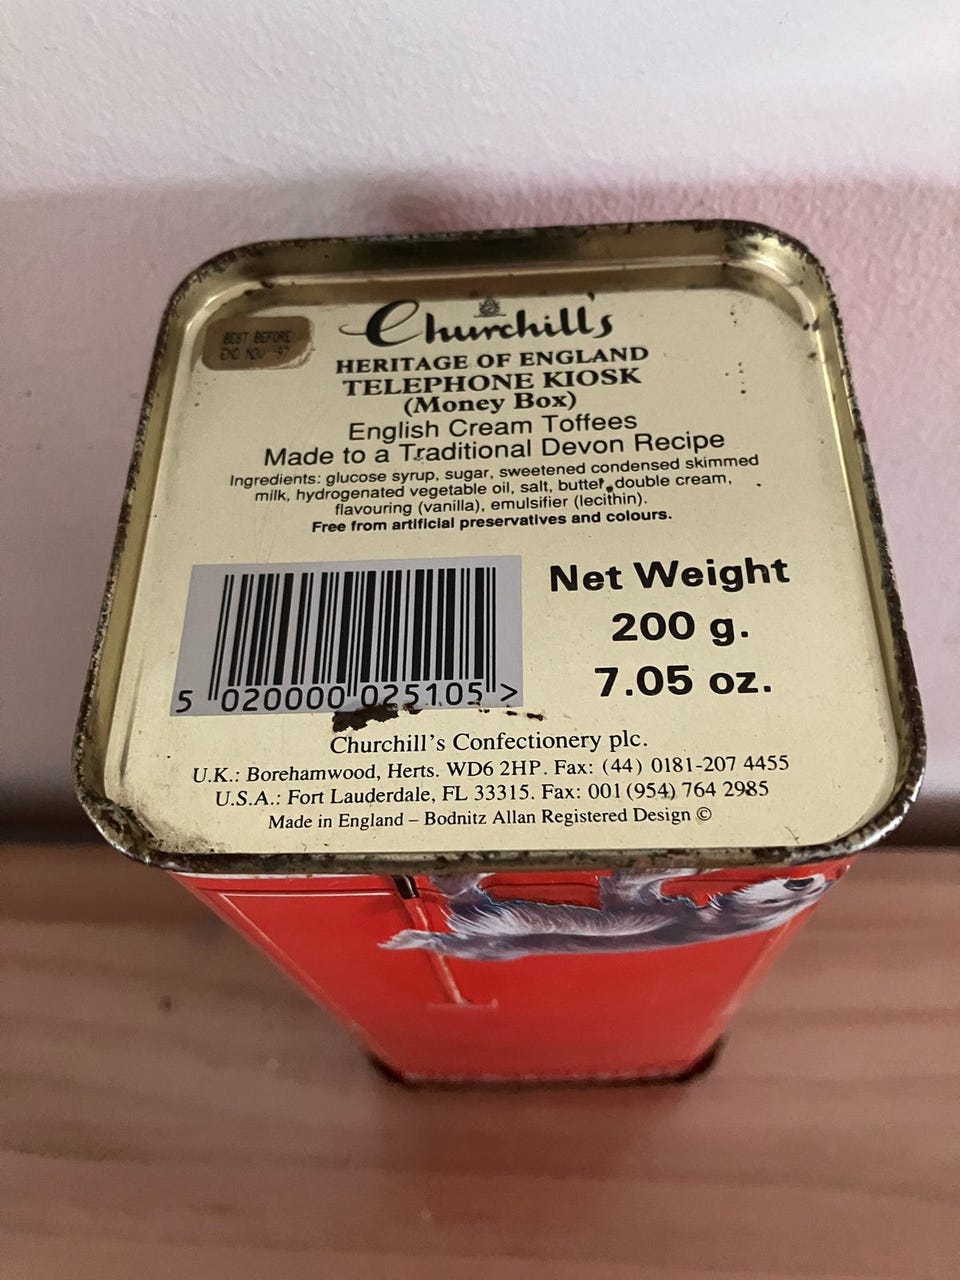 BEST BEFORE
END NOV '97
Churchill's
HERITAGE OF ENGLAND
TELEPHONE KIOSK
(Money Box)
English Cream Toffees
Made to a Traditional Devon Recipe
Ingredients: glucose syrup, sugar, sweetened condensed skimmed
milk, hydrogenated vegetable oil, salt, butter, double cream,
flavouring (vanilla), emulsifier (lecithin).
Free from artificial preservatives and colours.
Net Weight
200 g.
7.05 oz.
5 020000 025105 >
Churchill's Confectionery plc.
U.K.: Borehamwood, Herts. WD6 2HP. Fax: (44) 0181-207 4455
U.S.A.: Fort Lauderdale, FL 33315. Fax: 001 (954) 764 2985
Made in England – Bodnitz Allan Registered Design ©